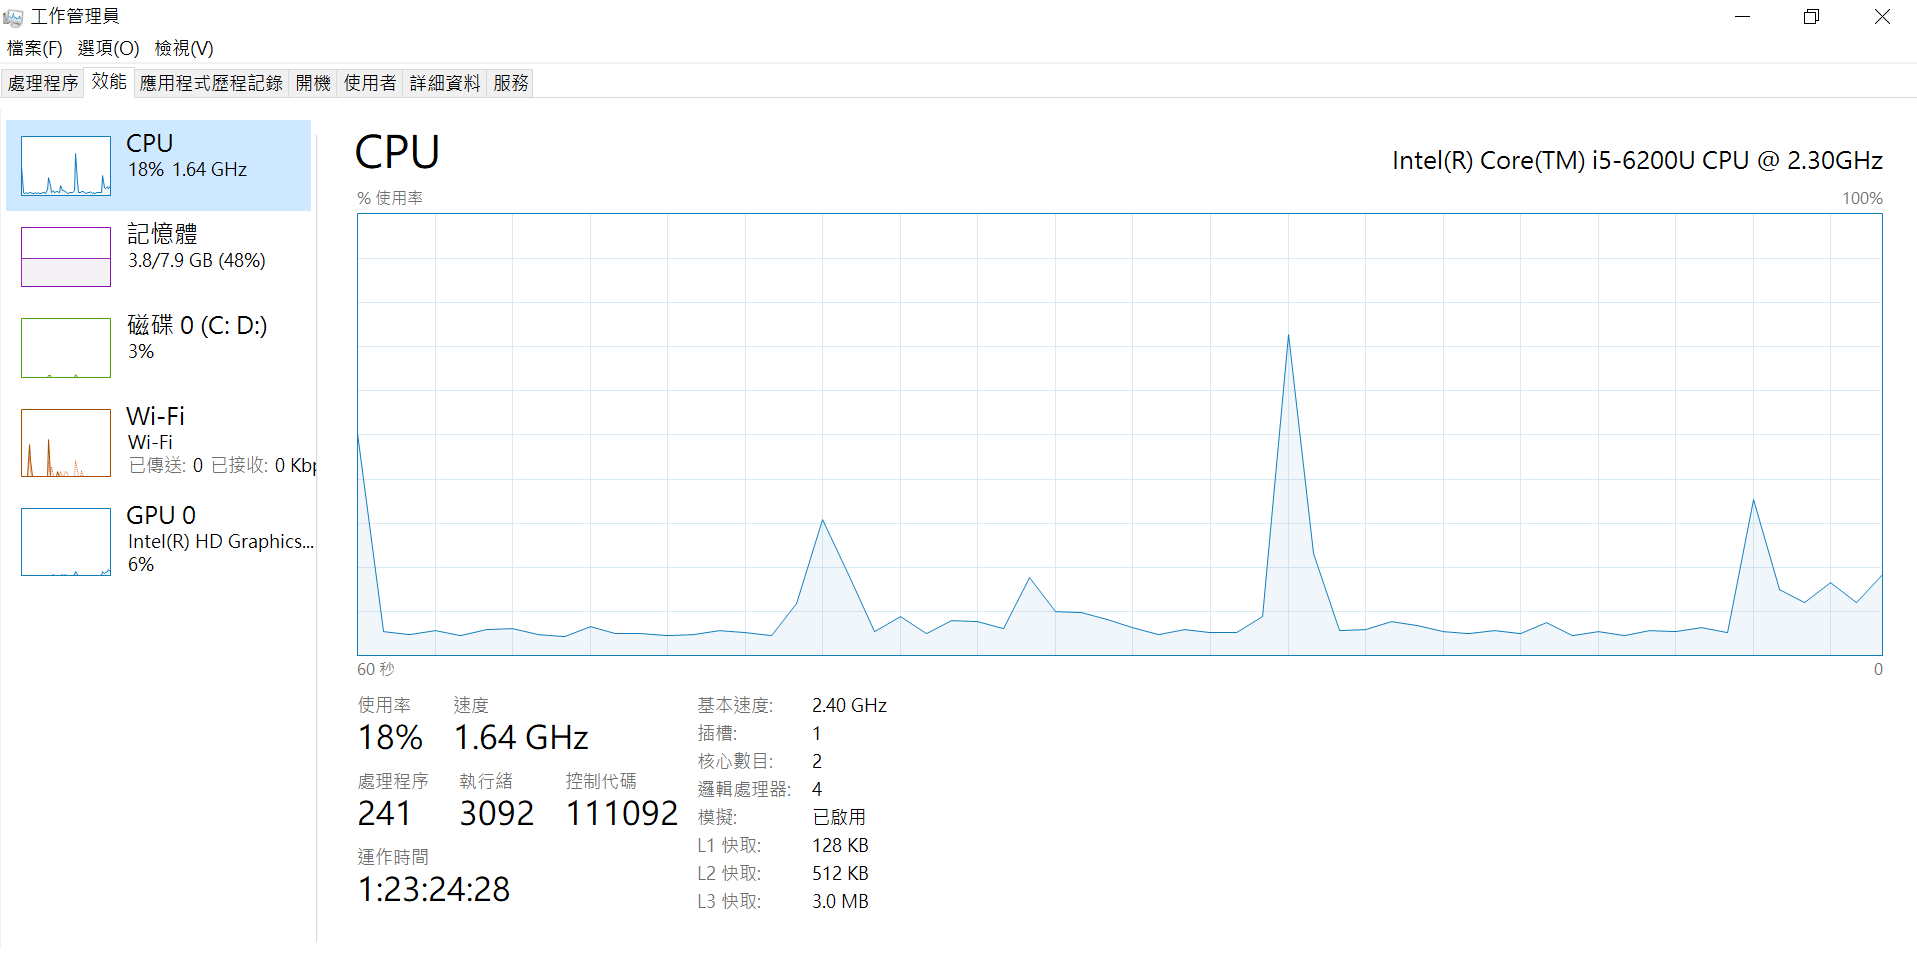 工作管理員
檔案(F) 選項(O) 檢視(V)
處理程序 效能 應用程式歷程記錄 開機 使用者 詳細資料 服務
CPU
18% 1.64 GHz
記憶體
3.8/7.9 GB (48%)
磁碟 0 (C: D:)
3%
Wi-Fi
Wi-Fi
已傳送: 0 已接收: 0 Kbp
GPU 0
Intel(R) HD Graphics...
6%
CPU
Intel(R) Core(TM) i5-6200U CPU @ 2.30GHz
% 使用率
100%
60 秒
0
使用率 速度
18% 1.64 GHz
處理程序 執行緒 控制代碼
241 3092 111092
運作時間
1:23:24:28
基本速度: 2.40 GHz
插槽: 1
核心數目: 2
邏輯處理器: 4
模擬: 已啟用
L1 快取: 128 KB
L2 快取: 512 KB
L3 快取: 3.0 MB